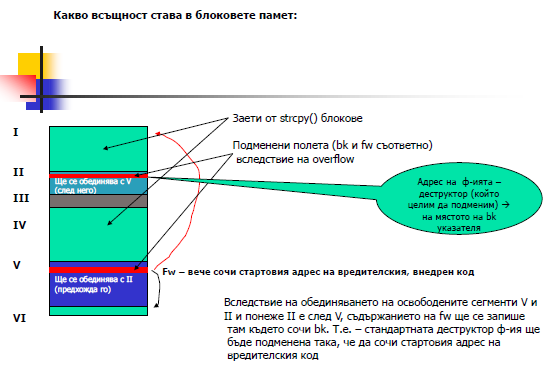 Какво всъщност става в блоковете памет:
I
II
III
IV
V
VI
Ще се обединява с V
(след него)
Ще се обединява с II
(предхожда го)
Заети от strcpy() блокове
Подменени полета (bk и fw съответно)
вследствие на overflow
Адрес на ф-ията –
деструктор (който
целим да подменим) →
на мястото на bk
указателя
Fw – вече сочи стартовия адрес на вредителския, внедрен код
Вследствие на обединяването на освободените сегменти V и
II и понеже II е след V, съдържанието на fw ще се запише
там където сочи bk. Т.е. – стандартната деструктор ф-ия ще
бъде подменена така, че да сочи стартовия адрес на
вредителския код